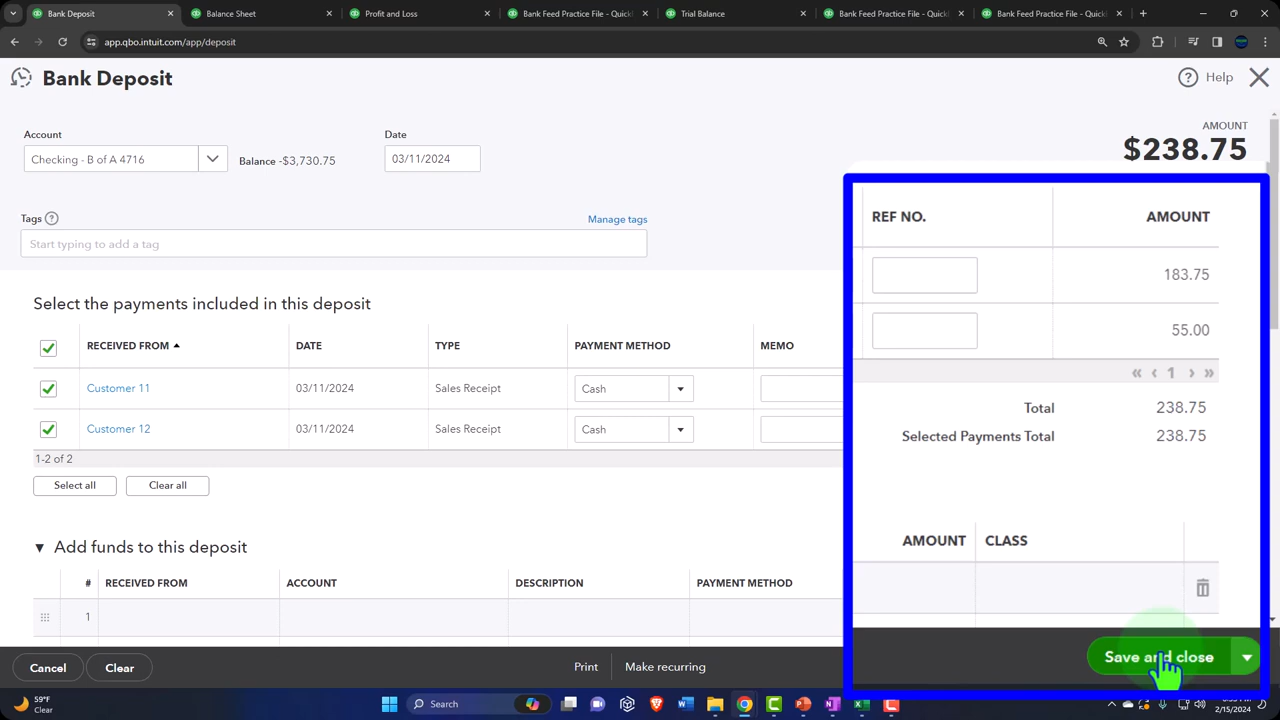 Bank Deposit
Balance Sheet
Profit and Loss
Bank Feed Practice File – Quickl
Trial Balance
Bank Feed Practice File – Quickl
Bank Feed Practice File – Quickl
app.qbo.intuit.com/app/deposit
Bank Deposit
Help
Account
Date
AMOUNT
Checking - B of A 4716
Balance -$3,730.75
03/11/2024
$238.75
Tags
Manage tags
Start typing to add a tag
Select the payments included in this deposit
RECEIVED FROM DATE TYPE PAYMENT METHOD MEMO REF NO. AMOUNT
Customer 11 03/11/2024 Sales Receipt Cash 183.75
Customer 12 03/11/2024 Sales Receipt Cash 55.00
1-2 of 2
« ‹ 1 › »
Select all Clear all
Total 238.75
Selected Payments Total 238.75
Add funds to this deposit
# RECEIVED FROM ACCOUNT DESCRIPTION PAYMENT METHOD AMOUNT CLASS
1
Cancel Clear Print Make recurring Save and close
59°F
Clear
Search
2/15/2024